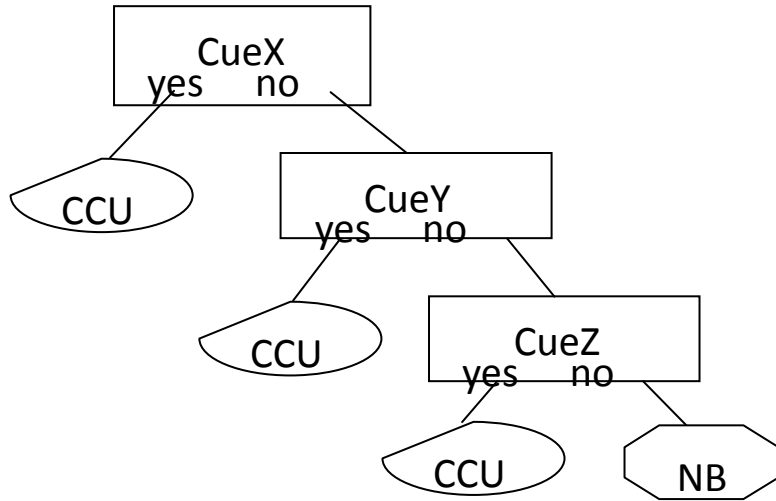 CueX
yes no
CCU
CueY
yes no
CCU
CueZ
yes no
CCU
NB